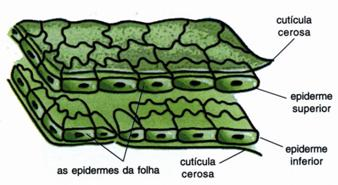 cutícula
cerosa
epiderme
superior
epiderme
inferior
as epidermes da folha
cutícula
cerosa